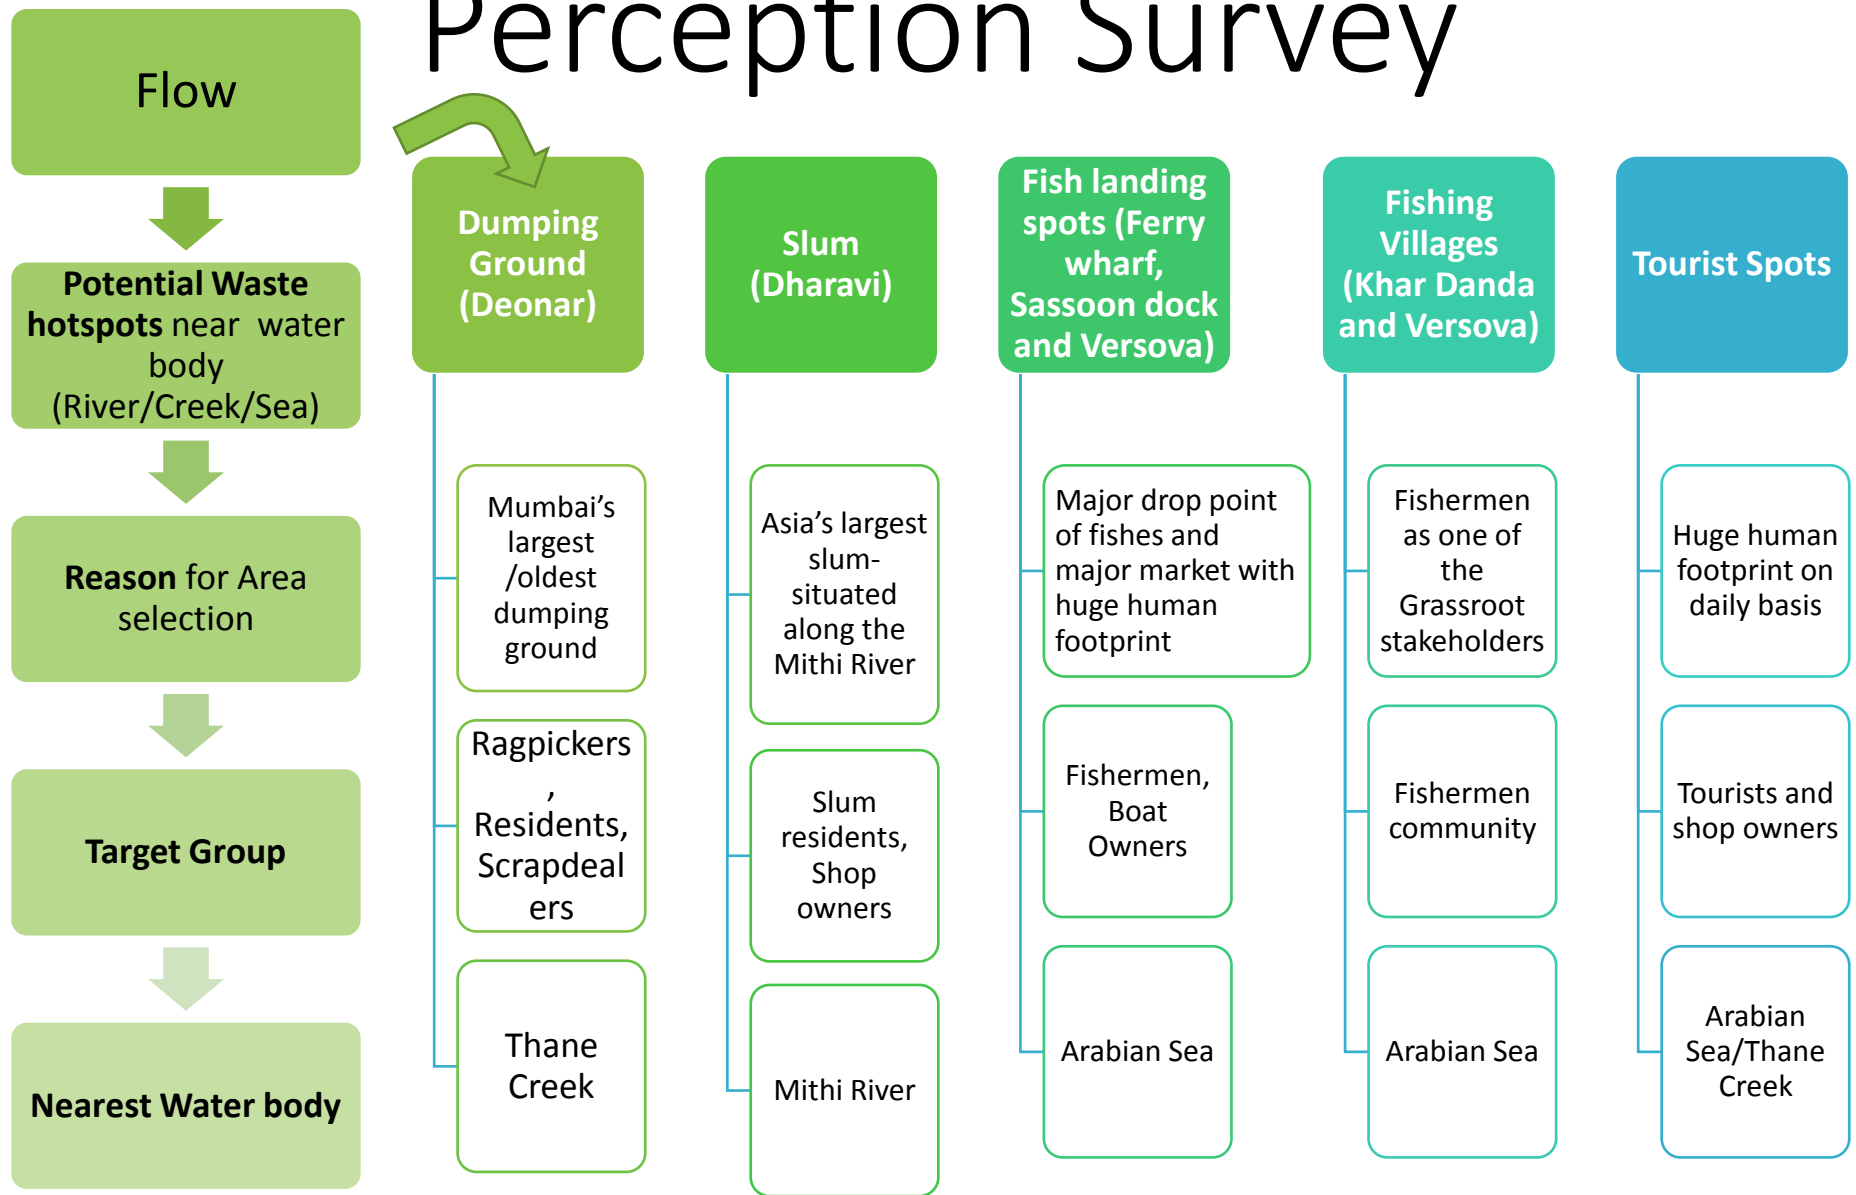 Perception Survey
Flow
Potential Waste
hotspots near water
body
(River/Creek/Sea)
Reason for Area
selection
Target Group
Nearest Water body
Dumping
Ground
(Deonar)
Mumbai’s
largest
/oldest
dumping
ground
Ragpickers
,
Residents,
Scrapdeal
ers
Thane
Creek
Slum
(Dharavi)
Asia’s largest
slum-
situated
along the
Mithi River
Slum
residents,
Shop
owners
Mithi River
Fish landing
spots (Ferry
wharf,
Sassoon dock
and Versova)
Major drop point
of fishes and
major market with
huge human
footprint
Fishermen,
Boat
Owners
Arabian Sea
Fishing
Villages
(Khar Danda
and Versova)
Fishermen
as one of
the
Grassroot
stakeholders
Fishermen
community
Arabian Sea
Tourist Spots
Huge human
footprint on
daily basis
Tourists and
shop owners
Arabian
Sea/Thane
Creek